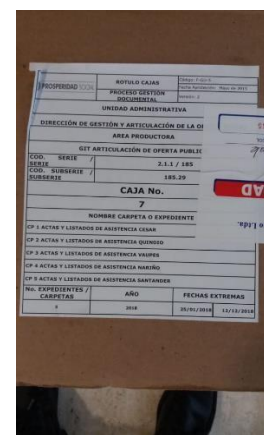 PROSPERIDAD SOCIAL
ROTULO CAJAS
PROCESO GESTIÓN
DOCUMENTAL
UNIDAD ADMINISTRATIVA
DIRECCIÓN DE GESTIÓN Y ARTICULACIÓN DE LA
AREA PRODUCTORA
GIT ARTICULACIÓN DE OFERTA PUBLIC
COD. SERIE /
SERIE
2.1.1 / 185
COD. SUBSERIE /
SUBSERIE
185.29
CAJA No.
7
NOMBRE CARPETA O EXPEDIENTE
CP 1 ACTAS Y LISTADOS DE ASISTENCIA CESAR
CP 2 ACTAS Y LISTADOS DE ASISTENCIA QUINDIO
CP 3 ACTAS Y LISTADOS DE ASISTENCIA VAUPES
CP 4 ACTAS Y LISTADOS DE ASISTENCIA NARIÑO
CP 5 ACTAS Y LISTADOS DE ASISTENCIA SANTANDER
No. EXPEDIENTES /
CARPETAS
AÑO
FECHAS EXTREMAS
5
2018
25/01/2018
12/12/2018
DAD
Ltda.